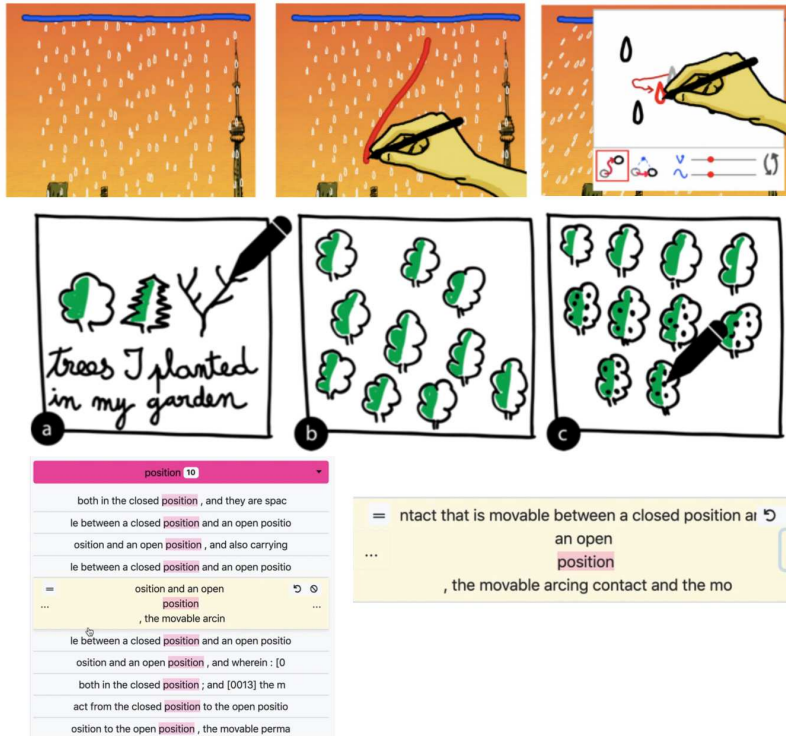 trees I planted
in my garden
a
b
c
position 10
both in the closed position , and they are spac
le between a closed position and an open positio
osition and an open position , and also carrying
le between a closed position and an open positio
osition and an open
position
, the movable arcin
le between a closed position and an open positio
osition and an open position , and wherein : [0
both in the closed position ; and [0013] the m
act from the closed position to the open positio
osition to the open position , the movable perma
ntact that is movable between a closed position ar
an open
position
, the movable arcing contact and the mo